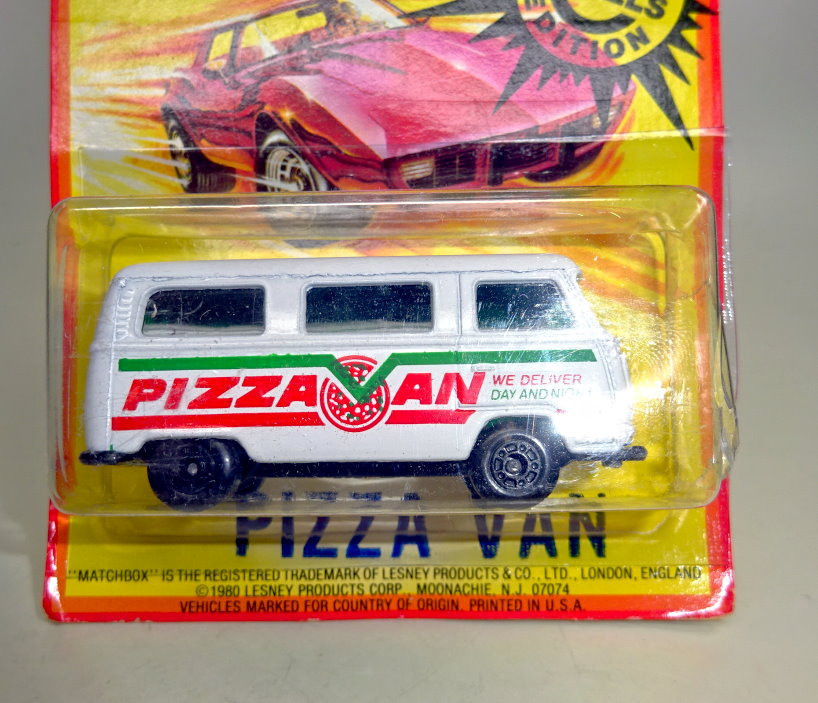 DITION
PIZZA VAN
WE DELIVER
DAY AND NIGHT
PIZZA VAN
"MATCHBOX" IS THE REGISTERED TRADEMARK OF LESNEY PRODUCTS & CO., LTD., LONDON, ENGLAND
©1980 LESNEY PRODUCTS CORP., MOONACHIE, N.J. 07074
VEHICLES MARKED FOR COUNTRY OF ORIGIN. PRINTED IN U.S.A.